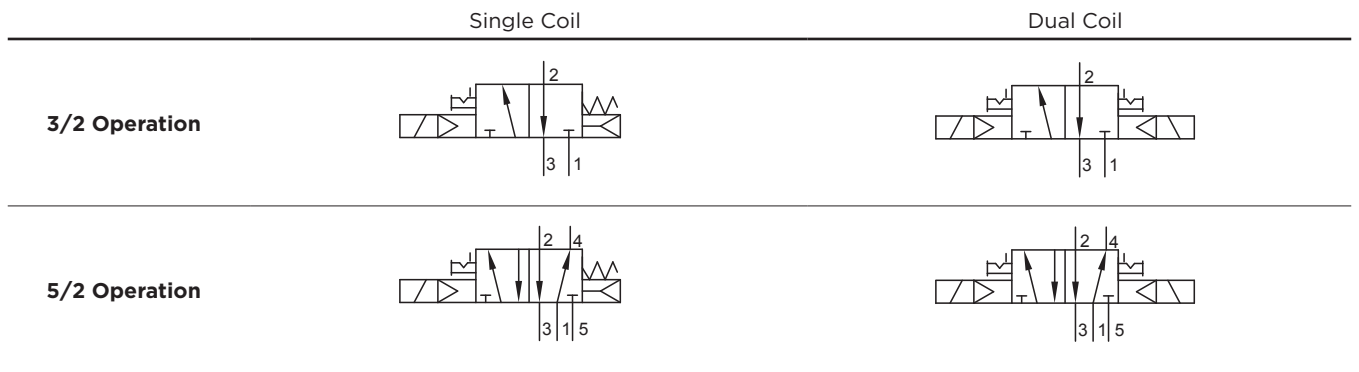 Single Coil Dual Coil
3/2 Operation
2 2
3 1 3 1
5/2 Operation
2 4 2 4
3 1 5 3 1 5